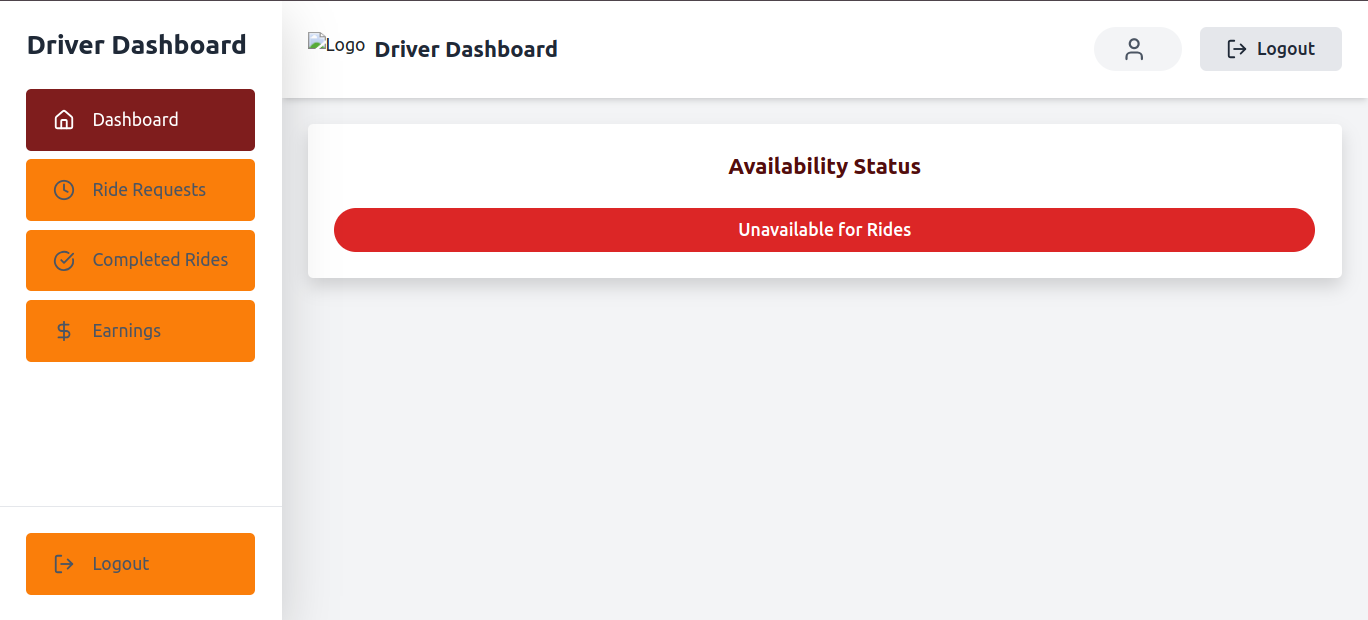 Driver Dashboard
Dashboard
Ride Requests
Completed Rides
Earnings
Logout
Logo Driver Dashboard
Logout
Availability Status
Unavailable for Rides